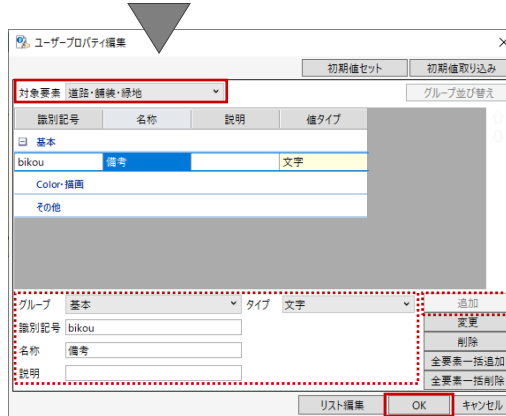 ユーザープロパティ編集
初期値セット 初期値取り込み
対象要素 道路・舗装・緑地 グループ並び替え
識別記号 名称 説明 値タイプ
基本
bikou 備考 文字
Color・描画
その他
グループ 基本 タイプ 文字 追加
識別記号 bikou 変更
名称 備考 削除
全要素一括追加
説明 全要素一括削除
リスト編集 OK キャンセル